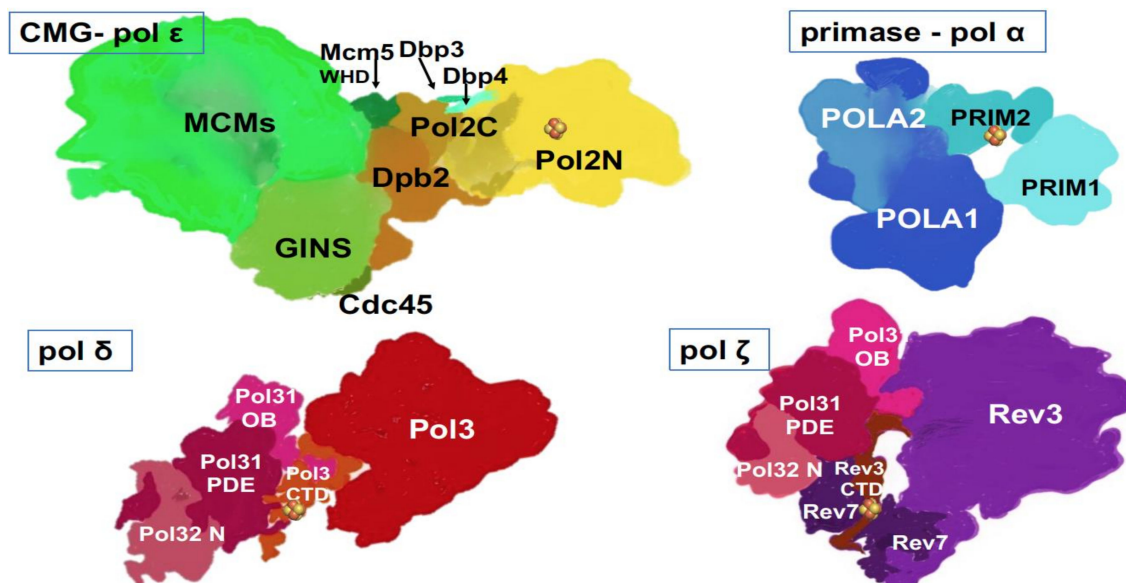 CMG- pol ε
Mcm5
WHD
Dbp3
Dbp4
MCMs
Pol2C
Pol2N
Dpb2
GINS
Cdc45
primase - pol α
POLA2
PRIM2
PRIM1
POLA1
pol δ
Pol31
OB
Pol3
Pol31
PDE
Pol3
CTD
Pol32 N
pol ζ
Pol31
OB
Pol31
PDE
Rev3
Pol32 N
Rev3
CTD
Rev7
Rev7